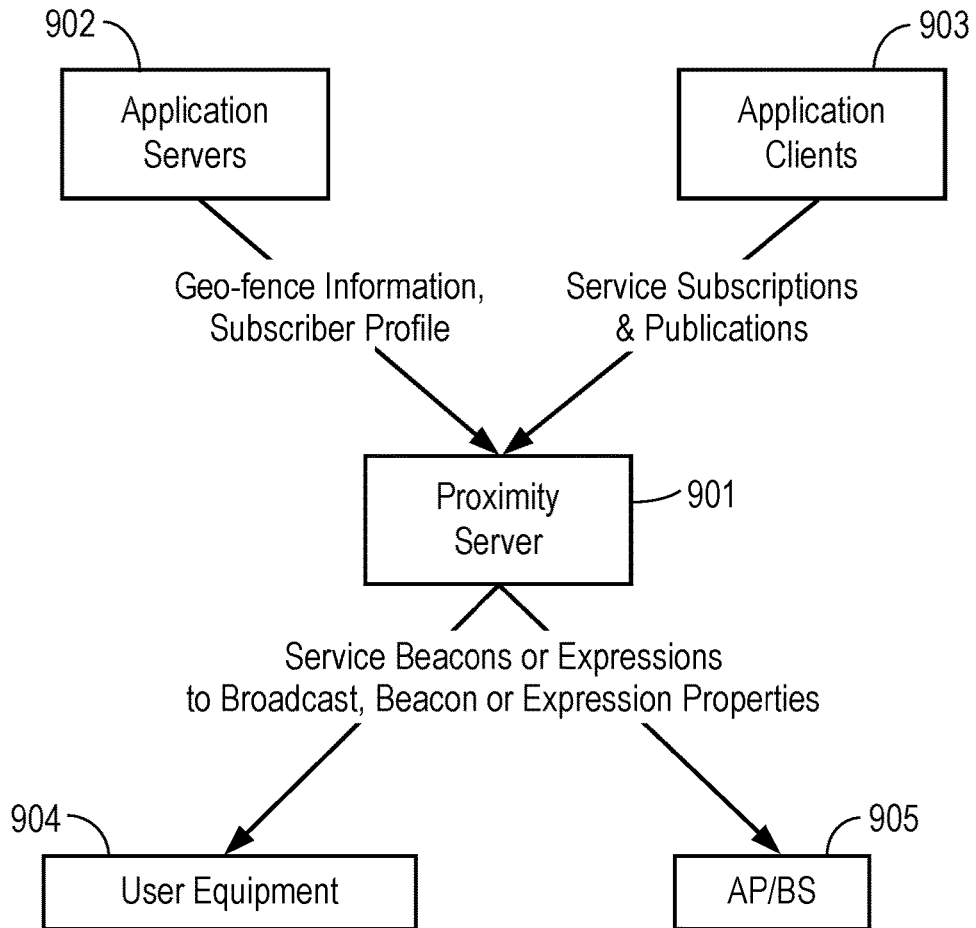 902
903
Application
Servers
Application
Clients
Geo-fence Information,
Subscriber Profile
Service Subscriptions
& Publications
Proximity
Server
901
Service Beacons or Expressions
to Broadcast, Beacon or Expression Properties
904
905
User Equipment
AP/BS